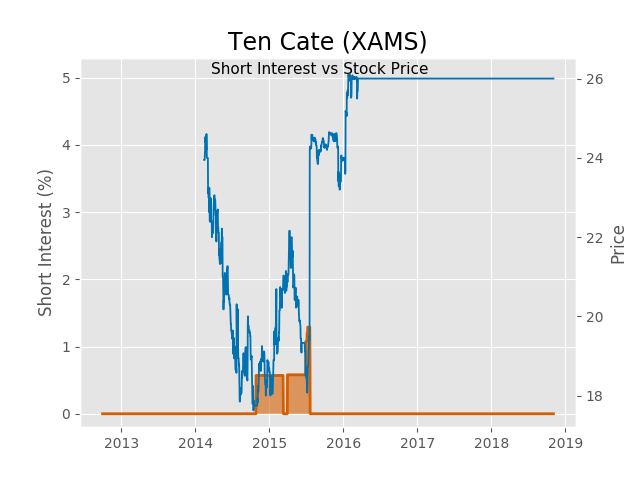 Ten Cate (XAMS)
Short Interest vs Stock Price
Short Interest (%)
5
4
3
2
1
0
26
24
22
20
18
Price
2013 2014 2015 2016 2017 2018 2019